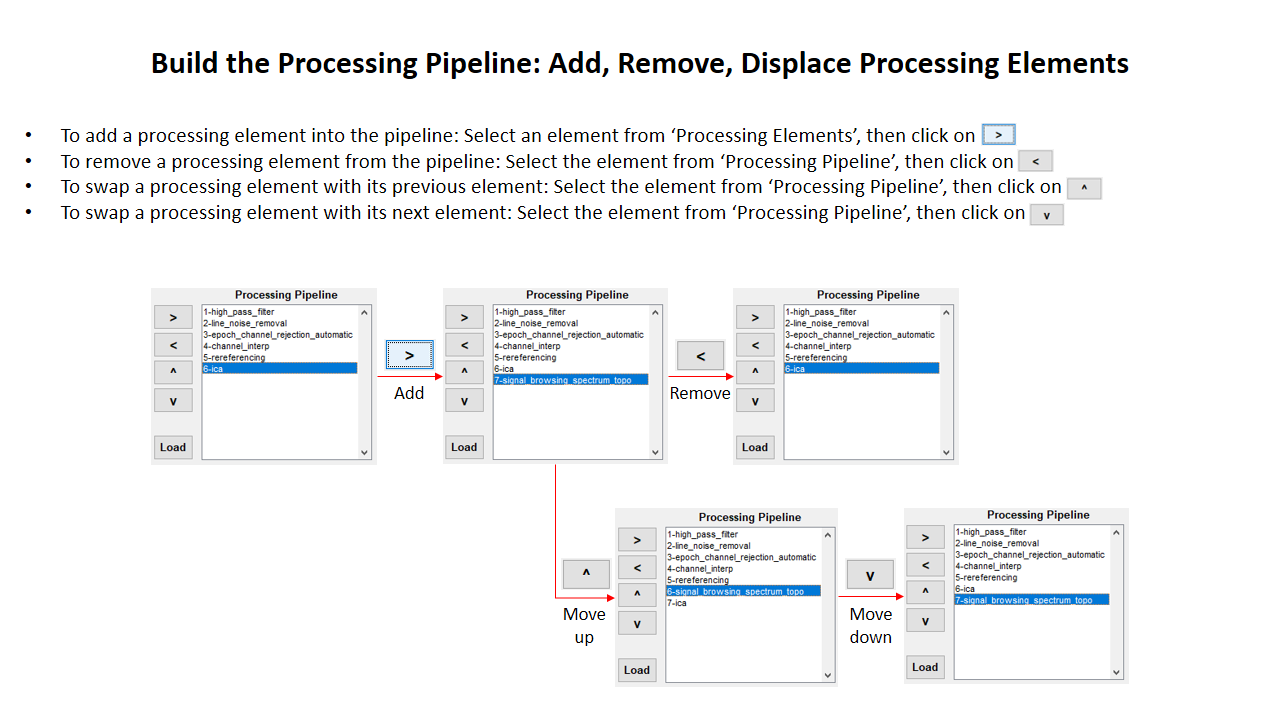 Build the Processing Pipeline: Add, Remove, Displace Processing Elements
• To add a processing element into the pipeline: Select an element from ‘Processing Elements’, then click on >
• To remove a processing element from the pipeline: Select the element from ‘Processing Pipeline’, then click on <
• To swap a processing element with its previous element: Select the element from ‘Processing Pipeline’, then click on ^
• To swap a processing element with its next element: Select the element from ‘Processing Pipeline’, then click on v
Processing Pipeline
>
<
^
v
Load
1-high_pass_filter
2-line_noise_removal
3-epoch_channel_rejection_automatic
4-channel_interp
5-rereferencing
6-ica
>
Add
Processing Pipeline
>
<
^
v
Load
1-high_pass_filter
2-line_noise_removal
3-epoch_channel_rejection_automatic
4-channel_interp
5-rereferencing
6-ica
7-signal_browsing_spectrum_topo
<
Remove
Processing Pipeline
>
<
^
v
Load
1-high_pass_filter
2-line_noise_removal
3-epoch_channel_rejection_automatic
4-channel_interp
5-rereferencing
6-ica
^
Move
up
Processing Pipeline
>
<
^
v
Load
1-high_pass_filter
2-line_noise_removal
3-epoch_channel_rejection_automatic
4-channel_interp
5-rereferencing
6-signal_browsing_spectrum_topo
7-ica
v
Move
down
Processing Pipeline
>
<
^
v
Load
1-high_pass_filter
2-line_noise_removal
3-epoch_channel_rejection_automatic
4-channel_interp
5-rereferencing
6-ica
7-signal_browsing_spectrum_topo